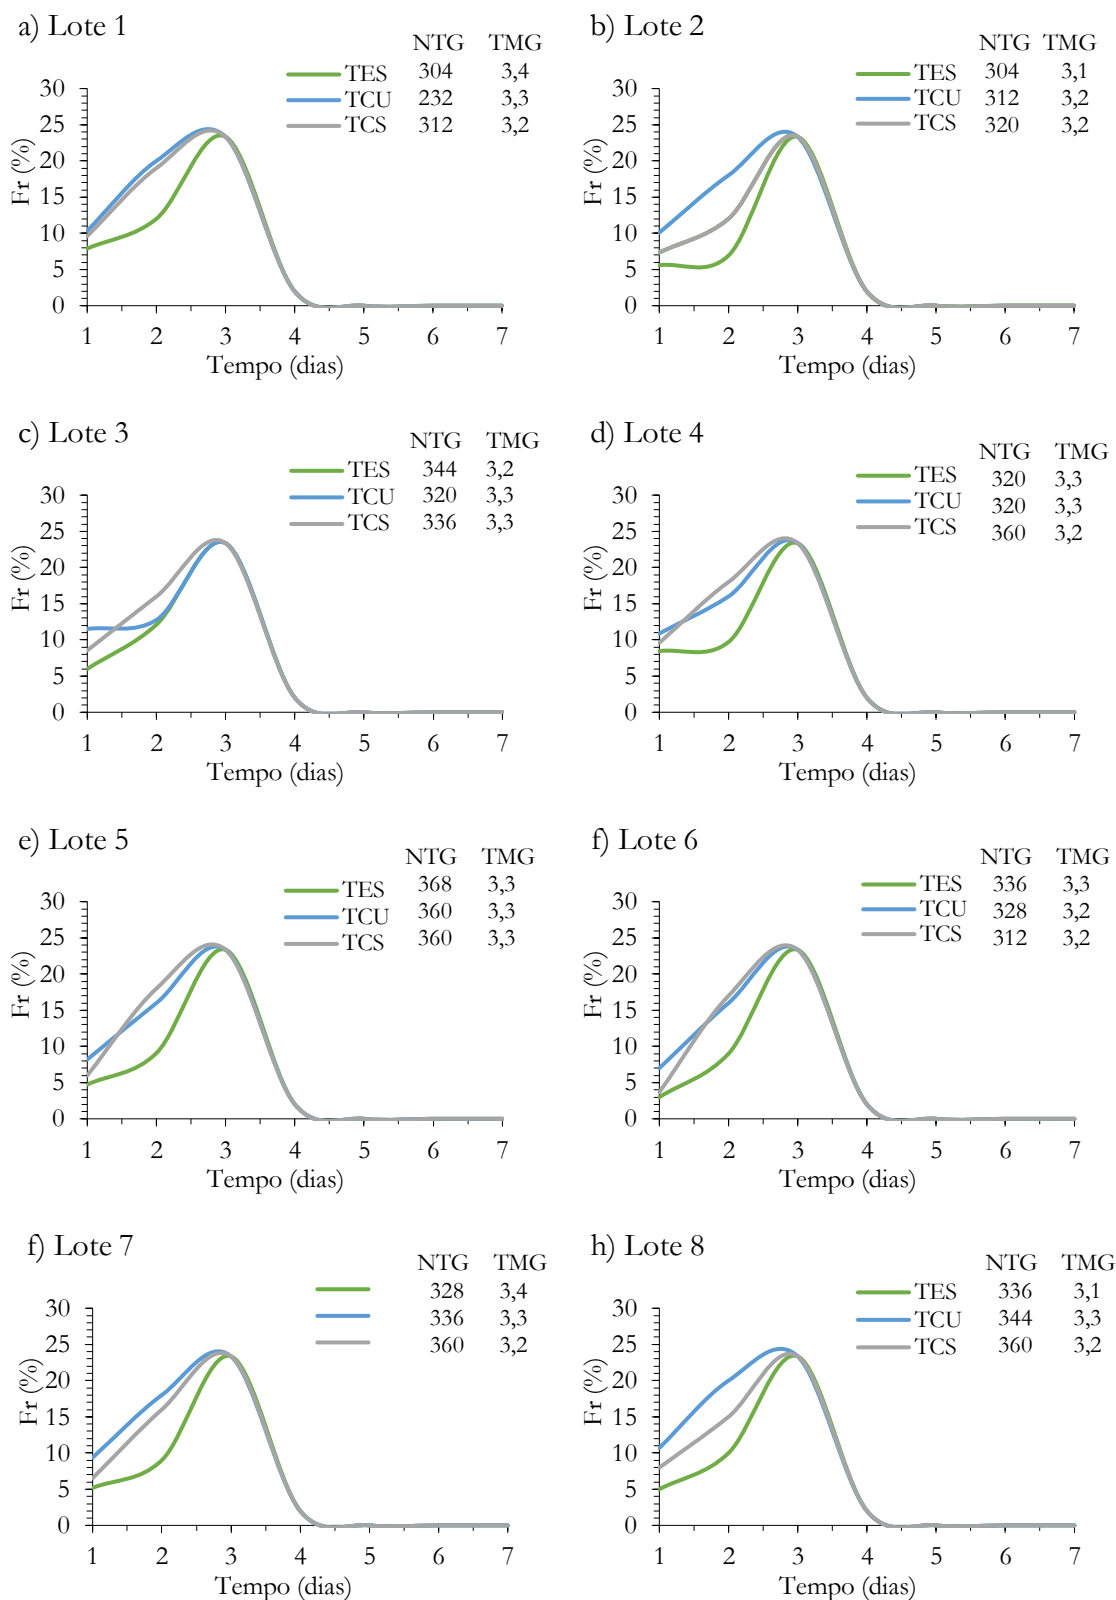 a) Lote 1
NTG TMG
TES 304 3,4
TCU 232 3,3
TCS 312 3,2
Fr (%)
30
25
20
15
10
5
0
1 2 3 4 5 6 7
Tempo (dias)
b) Lote 2
NTG TMG
TES 304 3,1
TCU 312 3,2
TCS 320 3,2
Fr (%)
30
25
20
15
10
5
0
1 2 3 4 5 6 7
Tempo (dias)
c) Lote 3
NTG TMG
TES 344 3,2
TCU 320 3,3
TCS 336 3,3
Fr (%)
30
25
20
15
10
5
0
1 2 3 4 5 6 7
Tempo (dias)
d) Lote 4
NTG TMG
TES 320 3,3
TCU 320 3,3
TCS 360 3,2
Fr (%)
30
25
20
15
10
5
0
1 2 3 4 5 6 7
Tempo (dias)
e) Lote 5
NTG TMG
TES 368 3,3
TCU 360 3,3
TCS 360 3,3
Fr (%)
30
25
20
15
10
5
0
1 2 3 4 5 6 7
Tempo (dias)
f) Lote 6
NTG TMG
TES 336 3,3
TCU 328 3,2
TCS 312 3,2
Fr (%)
30
25
20
15
10
5
0
1 2 3 4 5 6 7
Tempo (dias)
f) Lote 7
NTG TMG
328 3,4
336 3,3
360 3,2
Fr (%)
30
25
20
15
10
5
0
1 2 3 4 5 6 7
Tempo (dias)
h) Lote 8
NTG TMG
TES 336 3,1
TCU 344 3,3
TCS 360 3,2
Fr (%)
30
25
20
15
10
5
0
1 2 3 4 5 6 7
Tempo (dias)